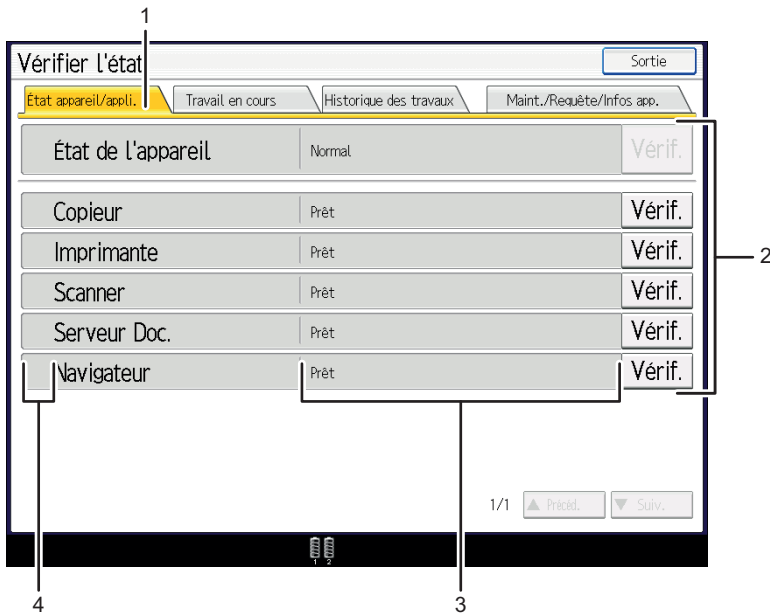 1
Vérifier l'état
Sortie
État appareil/appli.
Travail en cours
Historique des travaux
Maint./Requête/Infos app.
État de l'appareil
Normal
Vérif.
Copieur
Prêt
Vérif.
Imprimante
Prêt
Vérif.
Scanner
Prêt
Vérif.
2
Serveur Doc.
Prêt
Vérif.
Navigateur
Prêt
Vérif.
1/1
▲ Précéd.
▼ Suiv.
1 2
4
3